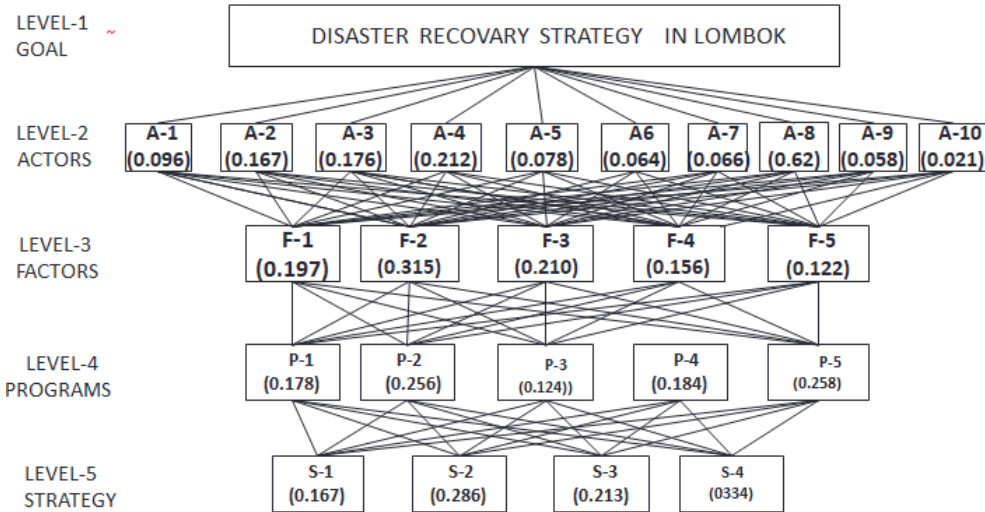 LEVEL-1
GOAL
~
DISASTER RECOVARY STRATEGY IN LOMBOK
LEVEL-2
ACTORS
A-1
(0.096)
A-2
(0.167)
A-3
(0.176)
A-4
(0.212)
A-5
(0.078)
A6
(0.064)
A-7
(0.066)
A-8
(0.62)
A-9
(0.058)
A-10
(0.021)
LEVEL-3
FACTORS
F-1
(0.197)
F-2
(0.315)
F-3
(0.210)
F-4
(0.156)
F-5
(0.122)
LEVEL-4
PROGRAMS
P-1
(0.178)
P-2
(0.256)
P-3
(0.124))
P-4
(0.184)
P-5
(0.258)
LEVEL-5
STRATEGY
S-1
(0.167)
S-2
(0.286)
S-3
(0.213)
S-4
(0334)